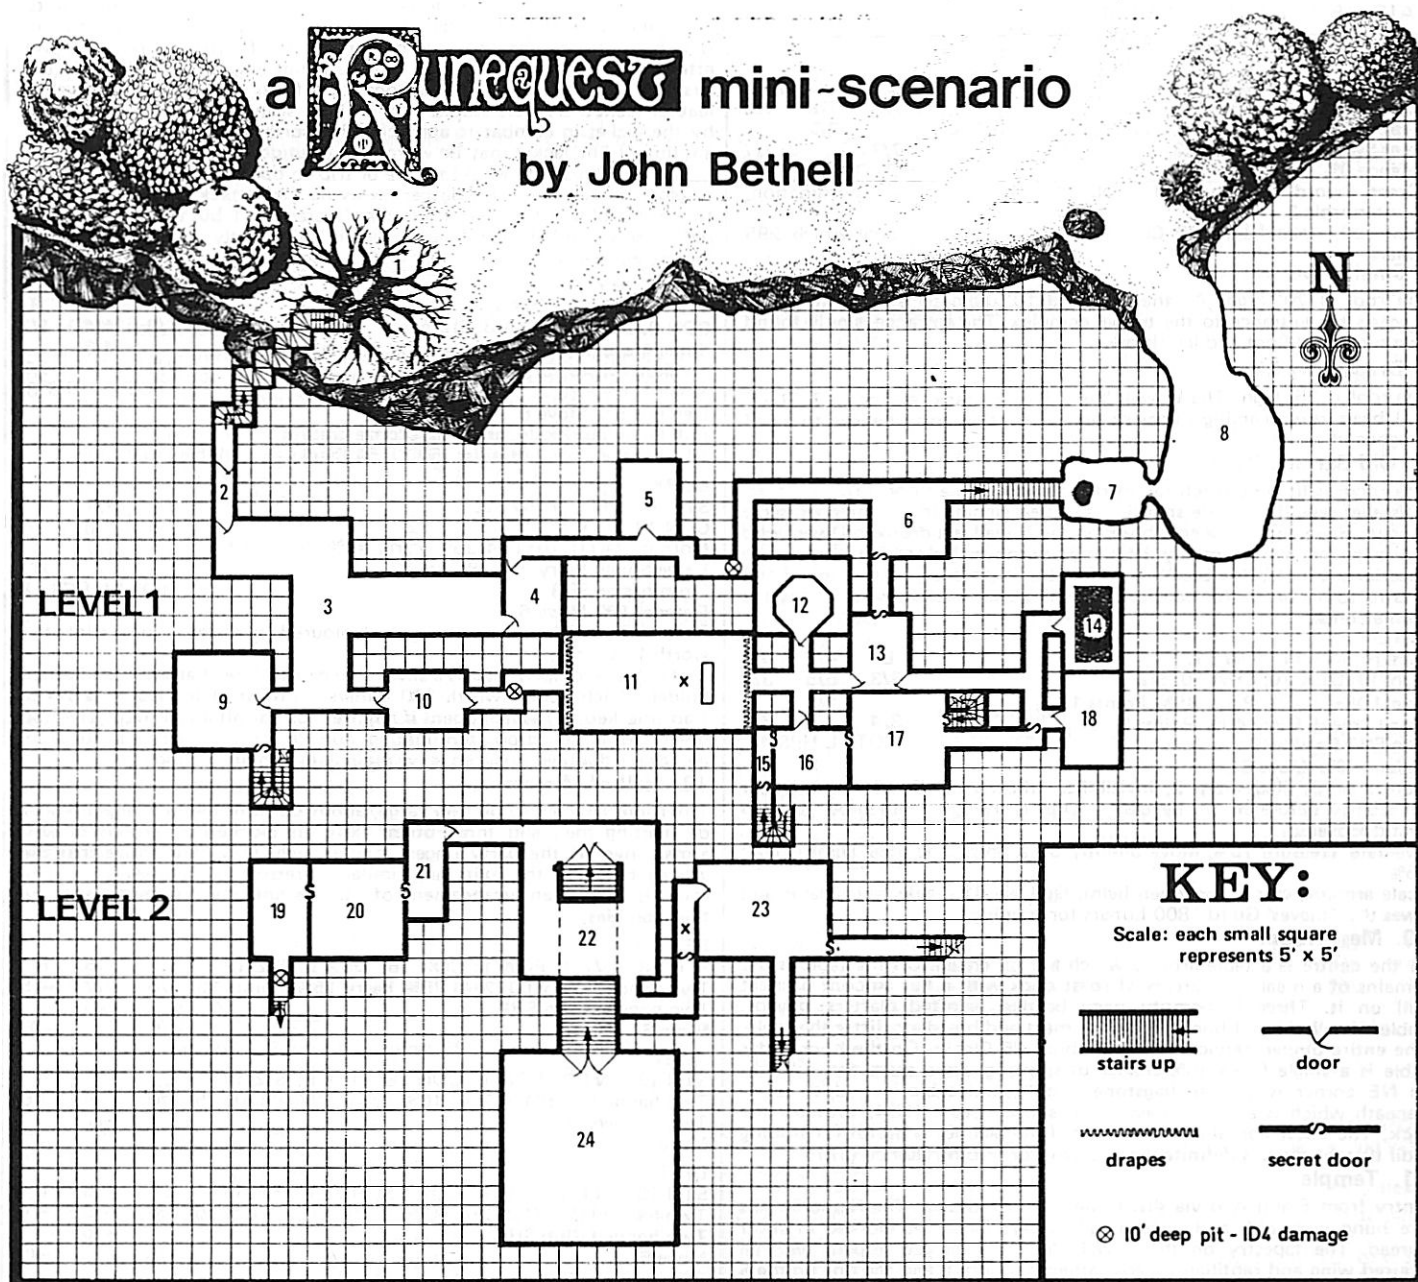 a RUNEQUEST mini-scenario
by John Bethell
N
1
2
3
4
5
6
7
8
LEVEL 1
9
10
11
x
12
13
14
15
16
17
18
LEVEL 2
19
20
21
22
23
x
24
KEY:
Scale: each small square
represents 5' x 5'
stairs up
door
drapes
secret door
10' deep pit - 1D4 damage
S
S
S
S
S
S
S
S
S
S
S
S